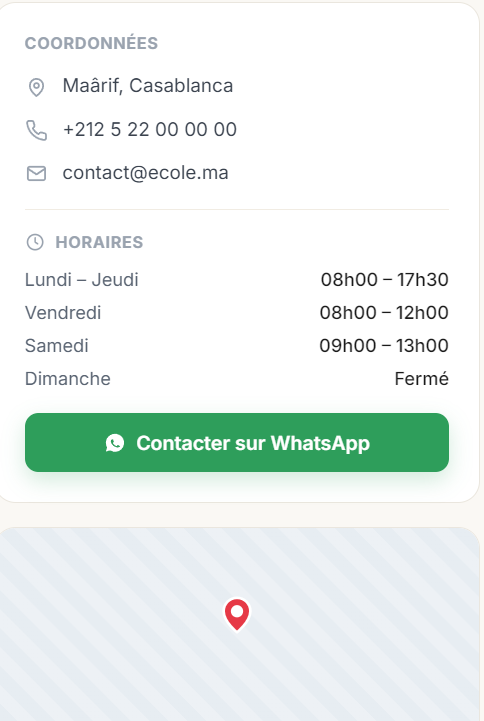 COORDONNÉES
Maârif, Casablanca
+212 5 22 00 00 00
contact@ecole.ma
HORAIRES
Lundi – Jeudi 08h00 – 17h30
Vendredi 08h00 – 12h00
Samedi 09h00 – 13h00
Dimanche Fermé
Contacter sur WhatsApp